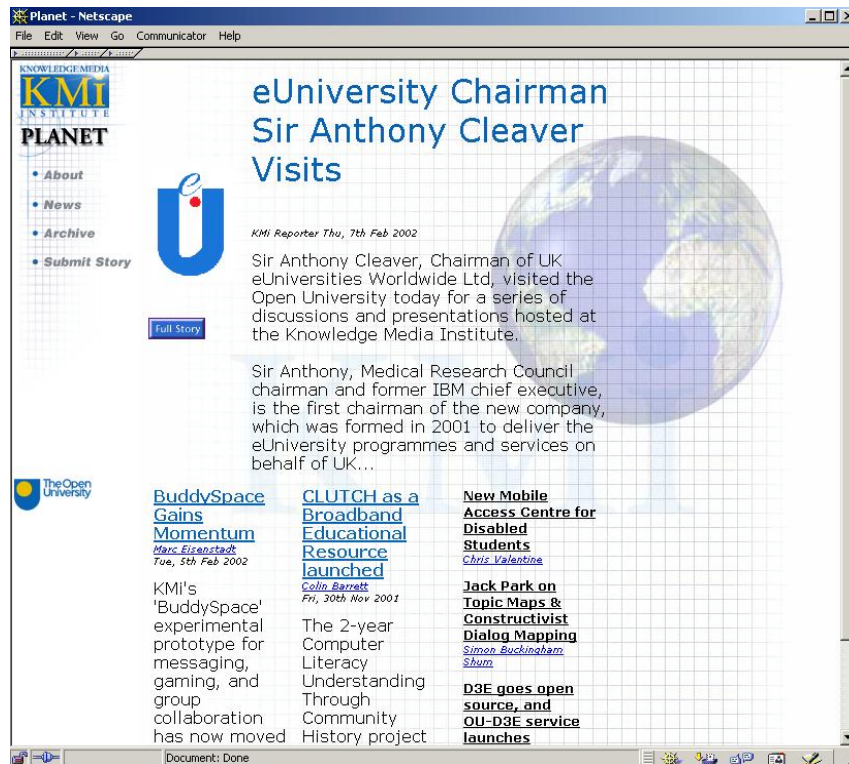 Planet - Netscape
File Edit View Go Communicator Help
KNOWLEDGE MEDIA
KMi
INSTITUTE
PLANET
• About
• News
• Archive
• Submit Story
eUniversity Chairman
Sir Anthony Cleaver
Visits
e
U
KMi Reporter Thu, 7th Feb 2002
Sir Anthony Cleaver, Chairman of UK
eUniversities Worldwide Ltd, visited the
Open University today for a series of
discussions and presentations hosted at
the Knowledge Media Institute.
Full Story
Sir Anthony, Medical Research Council
chairman and former IBM chief executive,
is the first chairman of the new company,
which was formed in 2001 to deliver the
eUniversity programmes and services on
behalf of UK...
KMi
The Open
University
BuddySpace
Gains
Momentum
Marc Eisenstadt
Tue, 5th Feb 2002
KMi's
'BuddySpace'
experimental
prototype for
messaging,
gaming, and
group
collaboration
has now moved
CLUTCH as a
Broadband
Educational
Resource
launched
Colin Barrett
Fri, 30th Nov 2001
The 2-year
Computer
Literacy
Understanding
Through
Community
History project
New Mobile
Access Centre for
Disabled
Students
Chris Valentine
Jack Park on
Topic Maps &
Constructivist
Dialog Mapping
Simon Buckingham
Shum
D3E goes open
source, and
OU-D3E service
launches
Document: Done